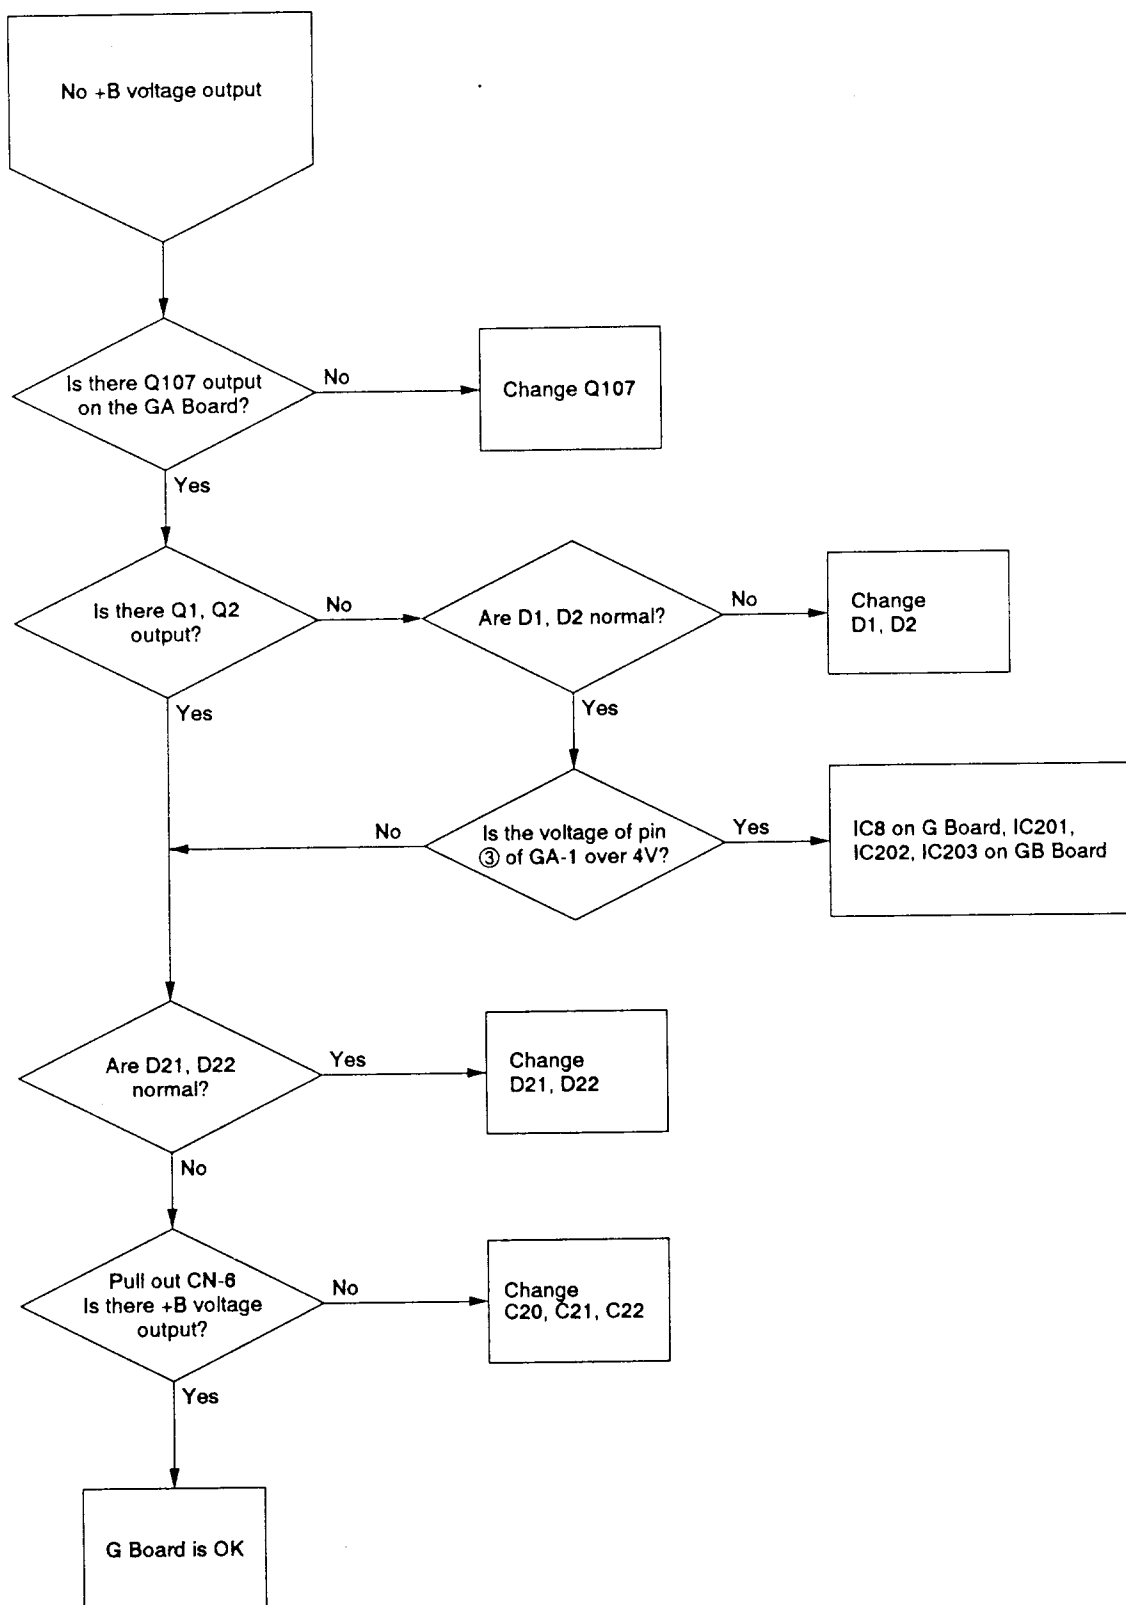 No +B voltage output
Is there Q107 output
on the GA Board?
No
Change Q107
Yes
Is there Q1, Q2
output?
No
Are D1, D2 normal?
No
Change
D1, D2
Yes
Yes
Is the voltage of pin
③ of GA-1 over 4V?
No
Yes
IC8 on G Board, IC201,
IC202, IC203 on GB Board
Are D21, D22
normal?
Yes
Change
D21, D22
No
Pull out CN-6
Is there +B voltage
output?
No
Change
C20, C21, C22
Yes
G Board is OK